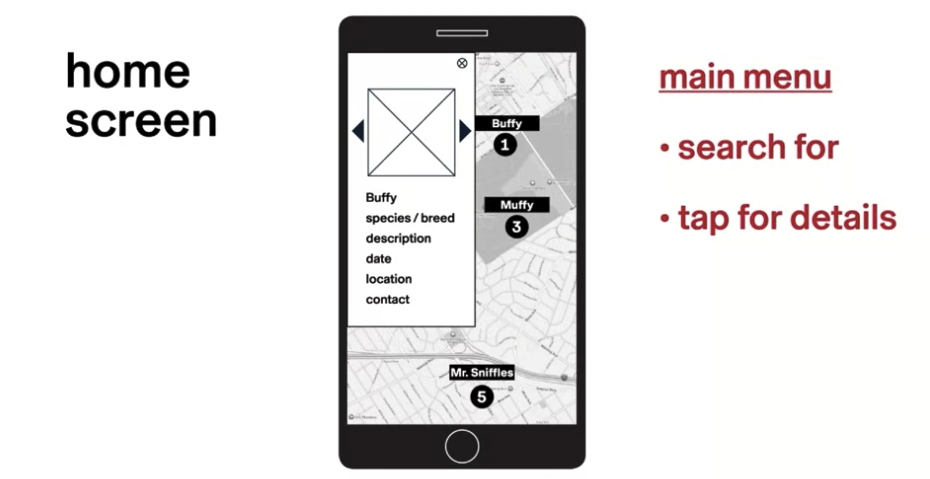 home
screen
Buffy
species / breed
description
date
location
contact
Buffy
1
Muffy
3
Mr. Sniffles
5
main menu
• search for
• tap for details